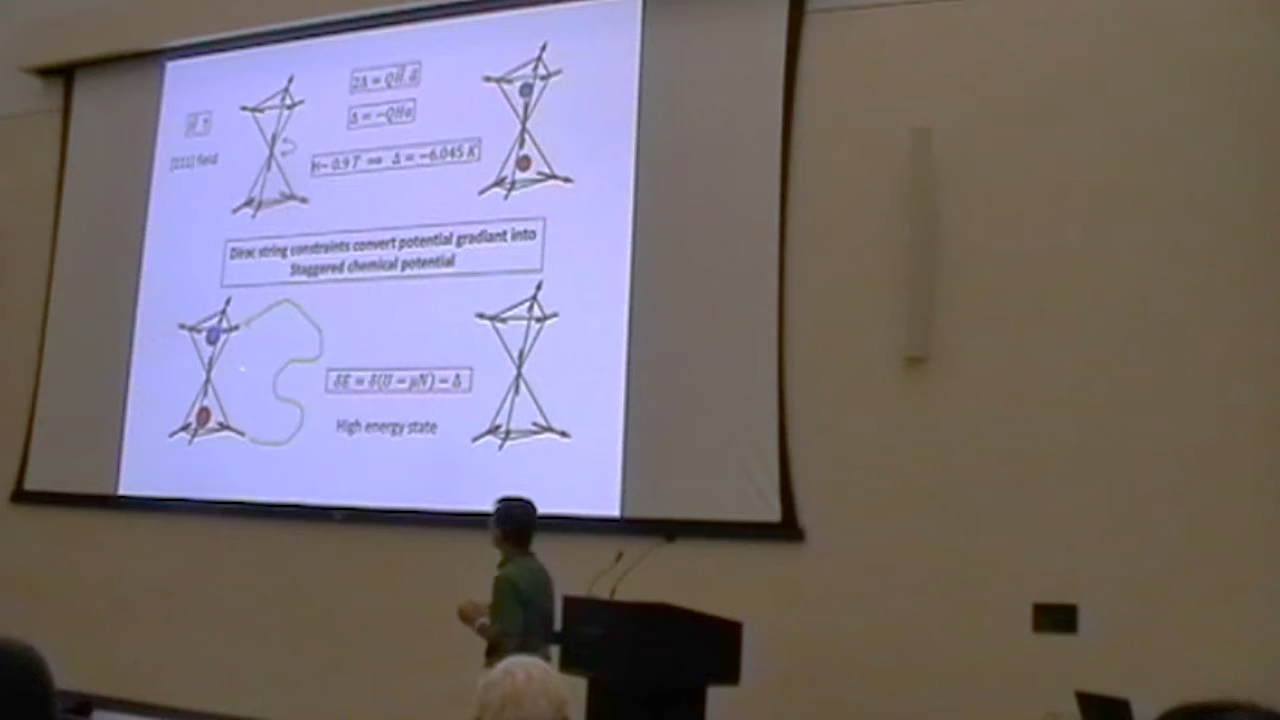 2Δ = QH⃗.a⃗
Δ = −QHa
[111] field
H~ 0.9 T ⟹ Δ = −6.045 K
Dirac string constraints convert potential gradiant into
Staggered chemical potential
δE = δ(U − μN) − Δ
High energy state